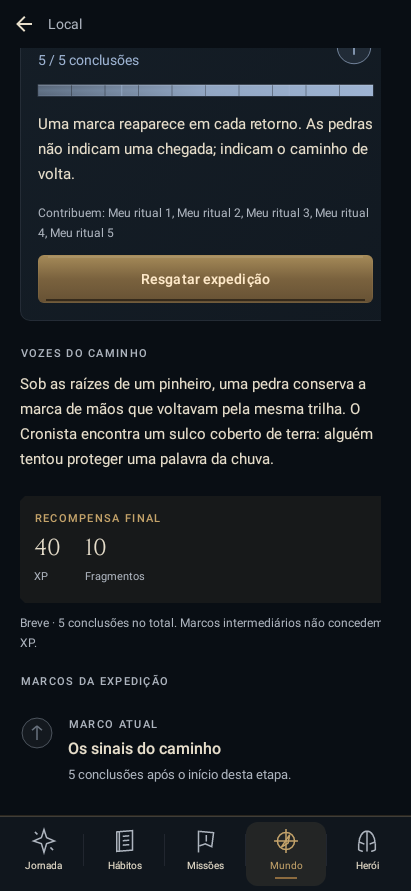 Local
5 / 5 conclusões
Uma marca reaparece em cada retorno. As pedras
não indicam uma chegada; indicam o caminho de
volta.
Contribuem: Meu ritual 1, Meu ritual 2, Meu ritual 3, Meu ritual
4, Meu ritual 5
Resgatar expedição
VOZES DO CAMINHO
Sob as raízes de um pinheiro, uma pedra conserva a
marca de mãos que voltavam pela mesma trilha. O
Cronista encontra um sulco coberto de terra: alguém
tentou proteger uma palavra da chuva.
RECOMPENSA FINAL
40 10
XP Fragmentos
Breve · 5 conclusões no total. Marcos intermediários não concedem
XP.
MARCOS DA EXPEDIÇÃO
MARCO ATUAL
Os sinais do caminho
5 conclusões após o início desta etapa.
Jornada Hábitos Missões Mundo Herói